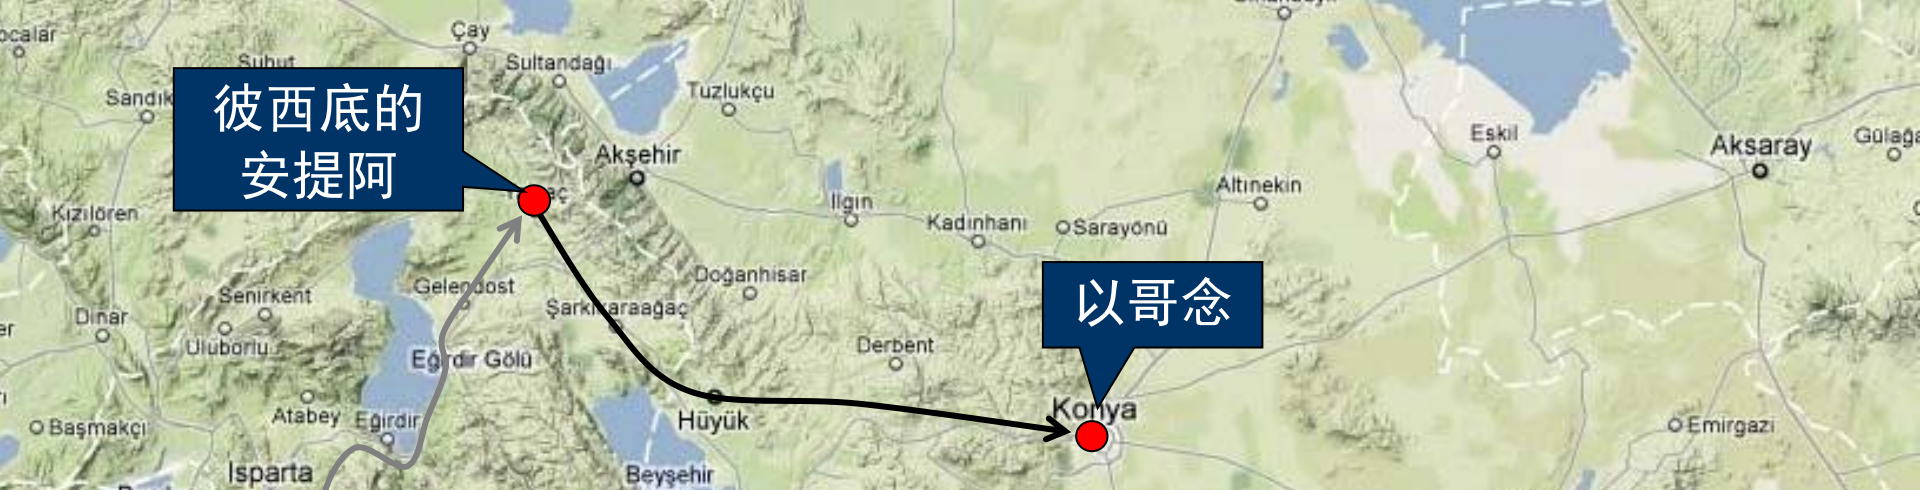 Çay
Sultandağı
Tuzlukçu
Akşehir
彼西底的
安提阿
Kızılören
Ilgın
Kadınhanı
Sarayönü
Altınekin
Eskil
Aksaray
Senirkent
Dinar
Uluborlu
Gelendost
Şarkikaraağaç
Doğanhisar
Eğirdir Gölü
Derbent
以哥念
Konya
Atabey
Eğirdir
Başmakçı
Hüyük
Isparta
Beyşehir
Emirgazi